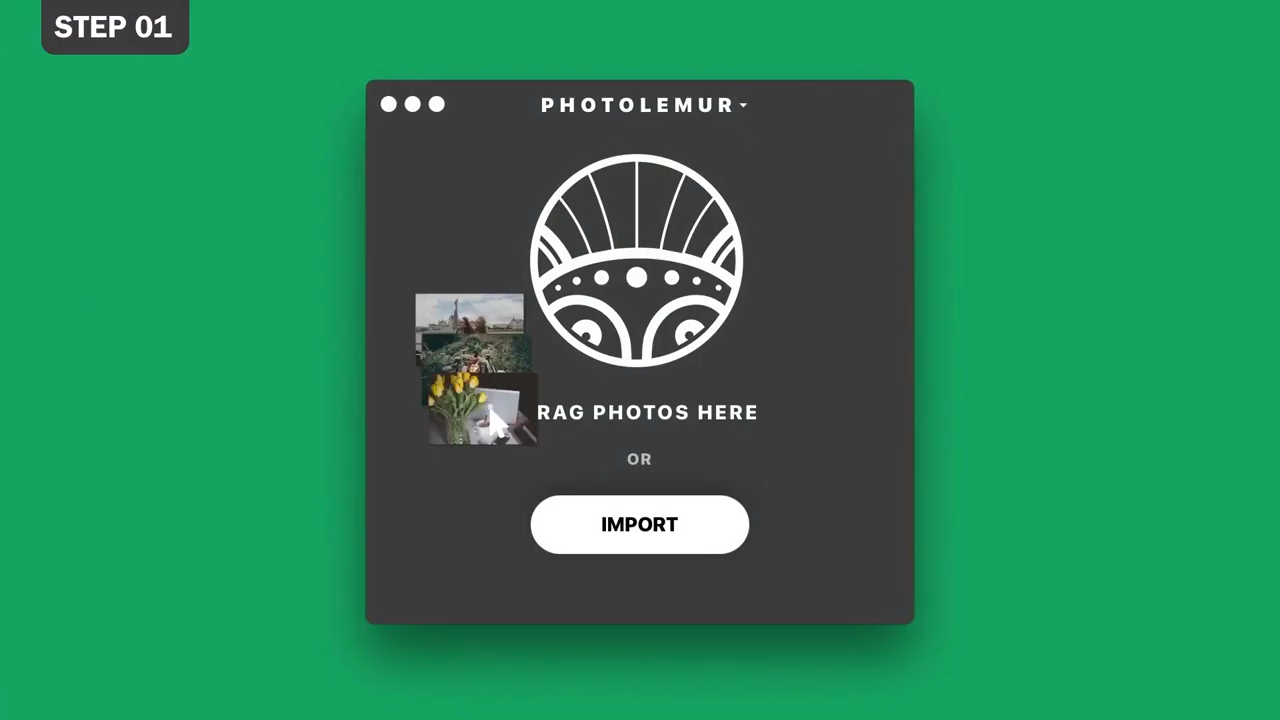 STEP 01
PHOTOLEMUR
RAG PHOTOS HERE
OR
IMPORT